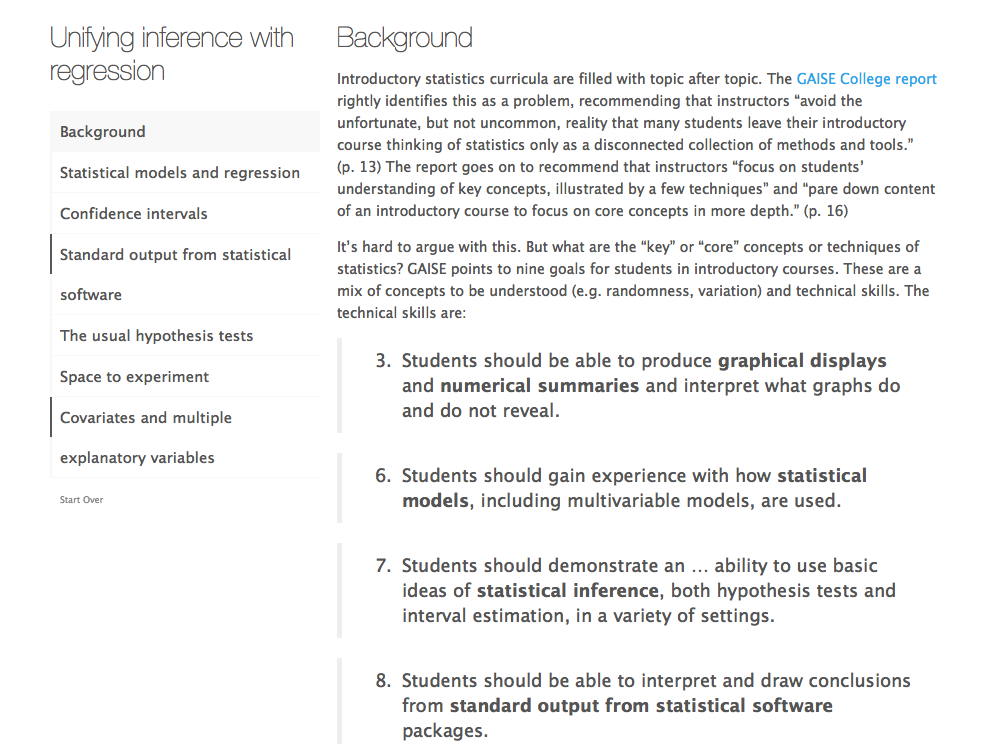 Unifying inference with
regression
Background
Statistical models and regression
Confidence intervals
Standard output from statistical
software
The usual hypothesis tests
Space to experiment
Covariates and multiple
explanatory variables
Start Over
Background
Introductory statistics curricula are filled with topic after topic. The GAISE College report
rightly identifies this as a problem, recommending that instructors “avoid the
unfortunate, but not uncommon, reality that many students leave their introductory
course thinking of statistics only as a disconnected collection of methods and tools.”
(p. 13) The report goes on to recommend that instructors “focus on students’
understanding of key concepts, illustrated by a few techniques” and “pare down content
of an introductory course to focus on core concepts in more depth.” (p. 16)
It’s hard to argue with this. But what are the “key” or “core” concepts or techniques of
statistics? GAISE points to nine goals for students in introductory courses. These are a
mix of concepts to be understood (e.g. randomness, variation) and technical skills. The
technical skills are:
3. Students should be able to produce graphical displays
and numerical summaries and interpret what graphs do
and do not reveal.
6. Students should gain experience with how statistical
models, including multivariable models, are used.
7. Students should demonstrate an … ability to use basic
ideas of statistical inference, both hypothesis tests and
interval estimation, in a variety of settings.
8. Students should be able to interpret and draw conclusions
from standard output from statistical software
packages.